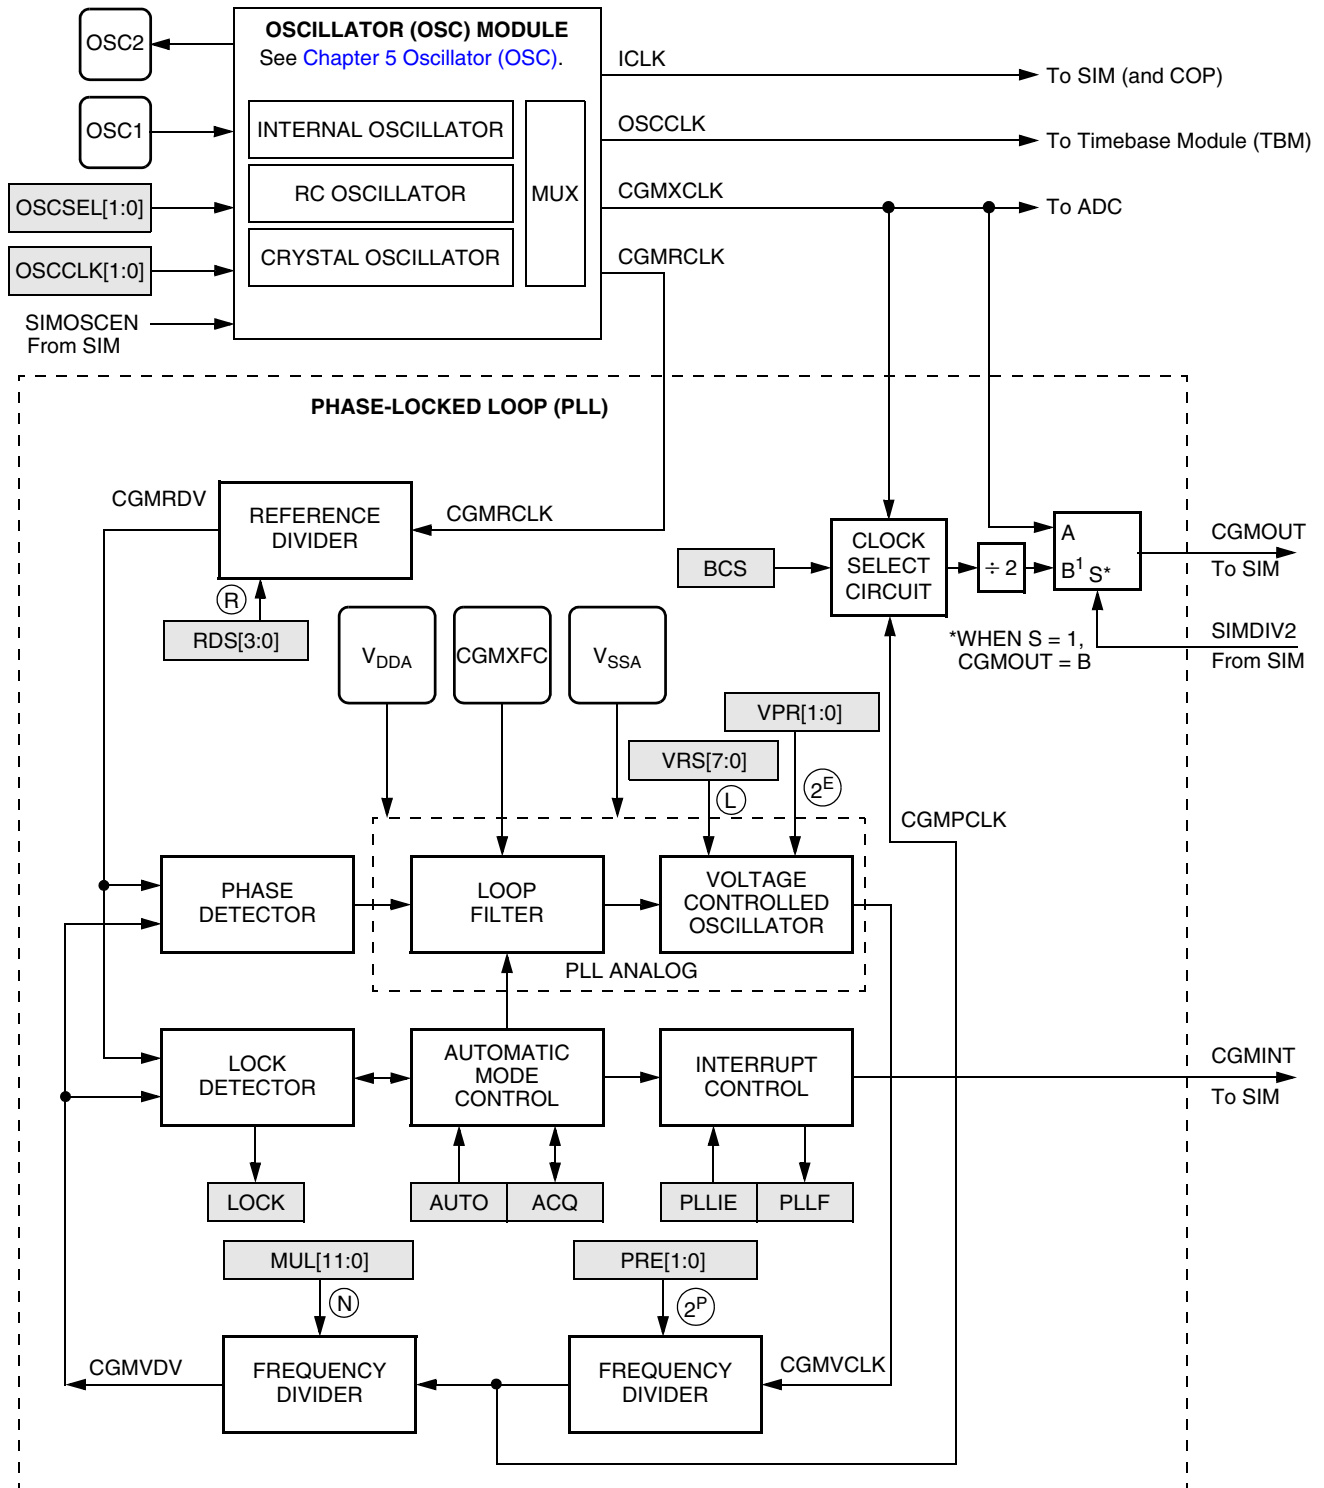 OSC2
OSCILLATOR (OSC) MODULE
See Chapter 5 Oscillator (OSC).
ICLK
To SIM (and COP)
OSC1
INTERNAL OSCILLATOR
OSCCLK
To Timebase Module (TBM)
OSCSEL[1:0]
RC OSCILLATOR
MUX
CGMXCLK
To ADC
OSCCLK[1:0]
CRYSTAL OSCILLATOR
CGMRCLK
SIMOSCEN
From SIM
PHASE-LOCKED LOOP (PLL)
CGMRDV
REFERENCE
DIVIDER
CGMRCLK
R
RDS[3:0]
BCS
CLOCK
SELECT
CIRCUIT
÷ 2
A
B1 S*
CGMOUT
To SIM
*WHEN S = 1,
CGMOUT = B
SIMDIV2
From SIM
VDDA
CGMXFC
VSSA
VPR[1:0]
VRS[7:0]
L
2E
CGMPCLK
PHASE
DETECTOR
LOOP
FILTER
VOLTAGE
CONTROLLED
OSCILLATOR
PLL ANALOG
LOCK
DETECTOR
AUTOMATIC
MODE
CONTROL
INTERRUPT
CONTROL
CGMINT
To SIM
LOCK
AUTO
ACQ
PLLIE
PLLF
MUL[11:0]
PRE[1:0]
N
2P
CGMVDV
FREQUENCY
DIVIDER
FREQUENCY
DIVIDER
CGMVCLK